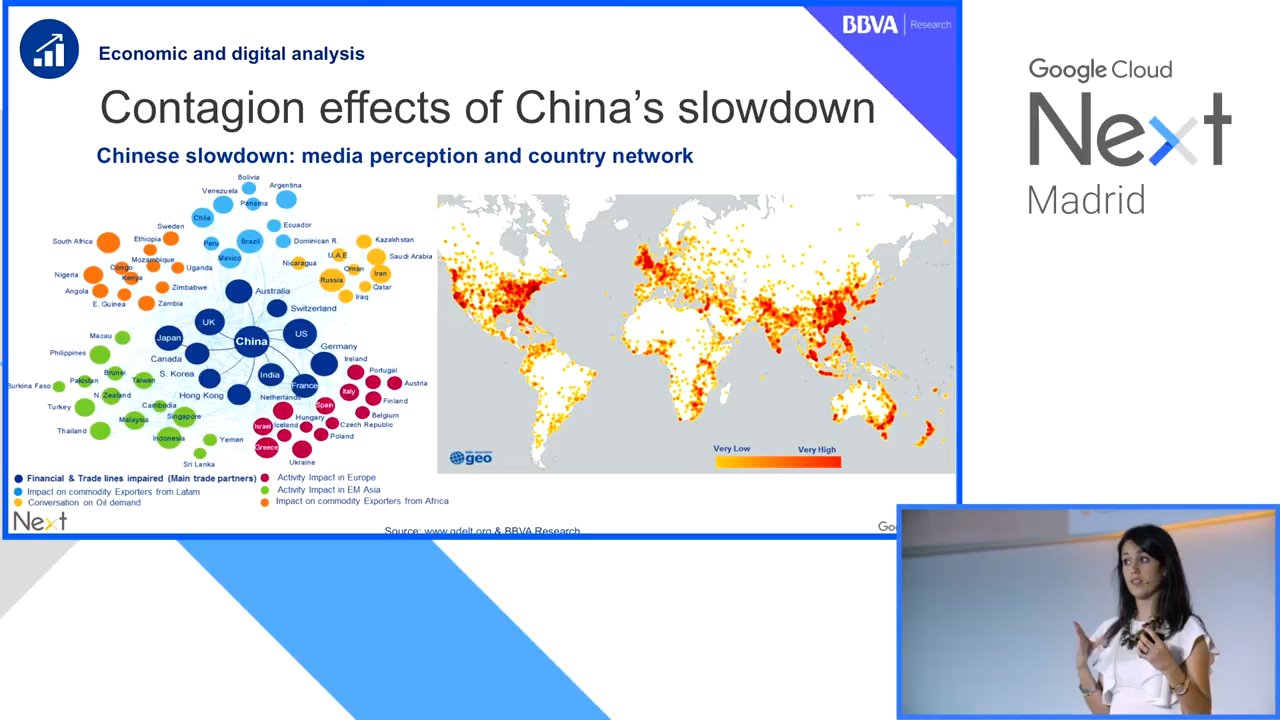 BBVA | Research
Economic and digital analysis
Contagion effects of China's slowdown
Chinese slowdown: media perception and country network
Bolivia
Venezuela
Argentina
Panama
Chile
Sweden
Ecuador
South Africa
Ethiopia
Peru
Brazil
Dominican R.
Kazakhstan
Mozambique
Mexico
U.A.E
Saudi Arabia
Congo
Uganda
Nicaragua
Oman
Nigeria
Kenya
Russia
Iran
Angola
Zimbabwe
Qatar
E. Guinea
Zambia
Australia
Iraq
Switzerland
UK
US
Macau
Japan
China
Germany
Philippines
Canada
Ireland
Brunei
S. Korea
India
Portugal
Burkina Faso
Pakistan
Taiwan
France
Austria
N. Zealand
Hong Kong
Netherlands
Italy
Finland
Turkey
Cambodia
Spain
Malaysia
Singapore
Hungary
Belgium
Thailand
Israel
Iceland
Czech Republic
Indonesia
Yemen
Greece
Poland
Sri Lanka
Ukraine
Very Low
Very High
geo
Financial & Trade lines impaired (Main trade partners)
Activity Impact in Europe
Impact on commodity Exporters from Latam
Activity Impact in EM Asia
Conversation on Oil demand
Impact on commodity Exporters from Africa
Next
Source: www.gdelt.org & BBVA Research
Goo
Google Cloud
Next
Madrid